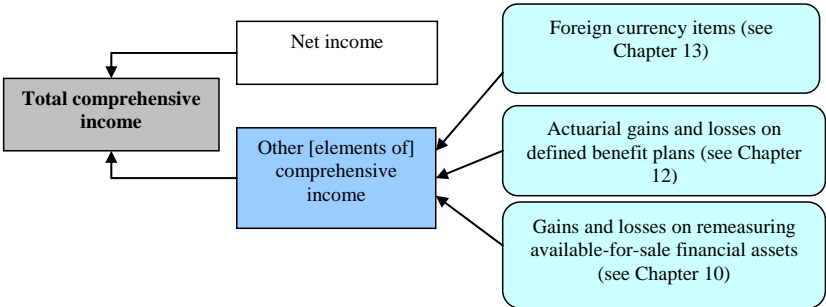 Net income
Total comprehensive
income
Other [elements of]
comprehensive
income
Foreign currency items (see
Chapter 13)
Actuarial gains and losses on
defined benefit plans (see Chapter
12)
Gains and losses on remeasuring
available-for-sale financial assets
(see Chapter 10)